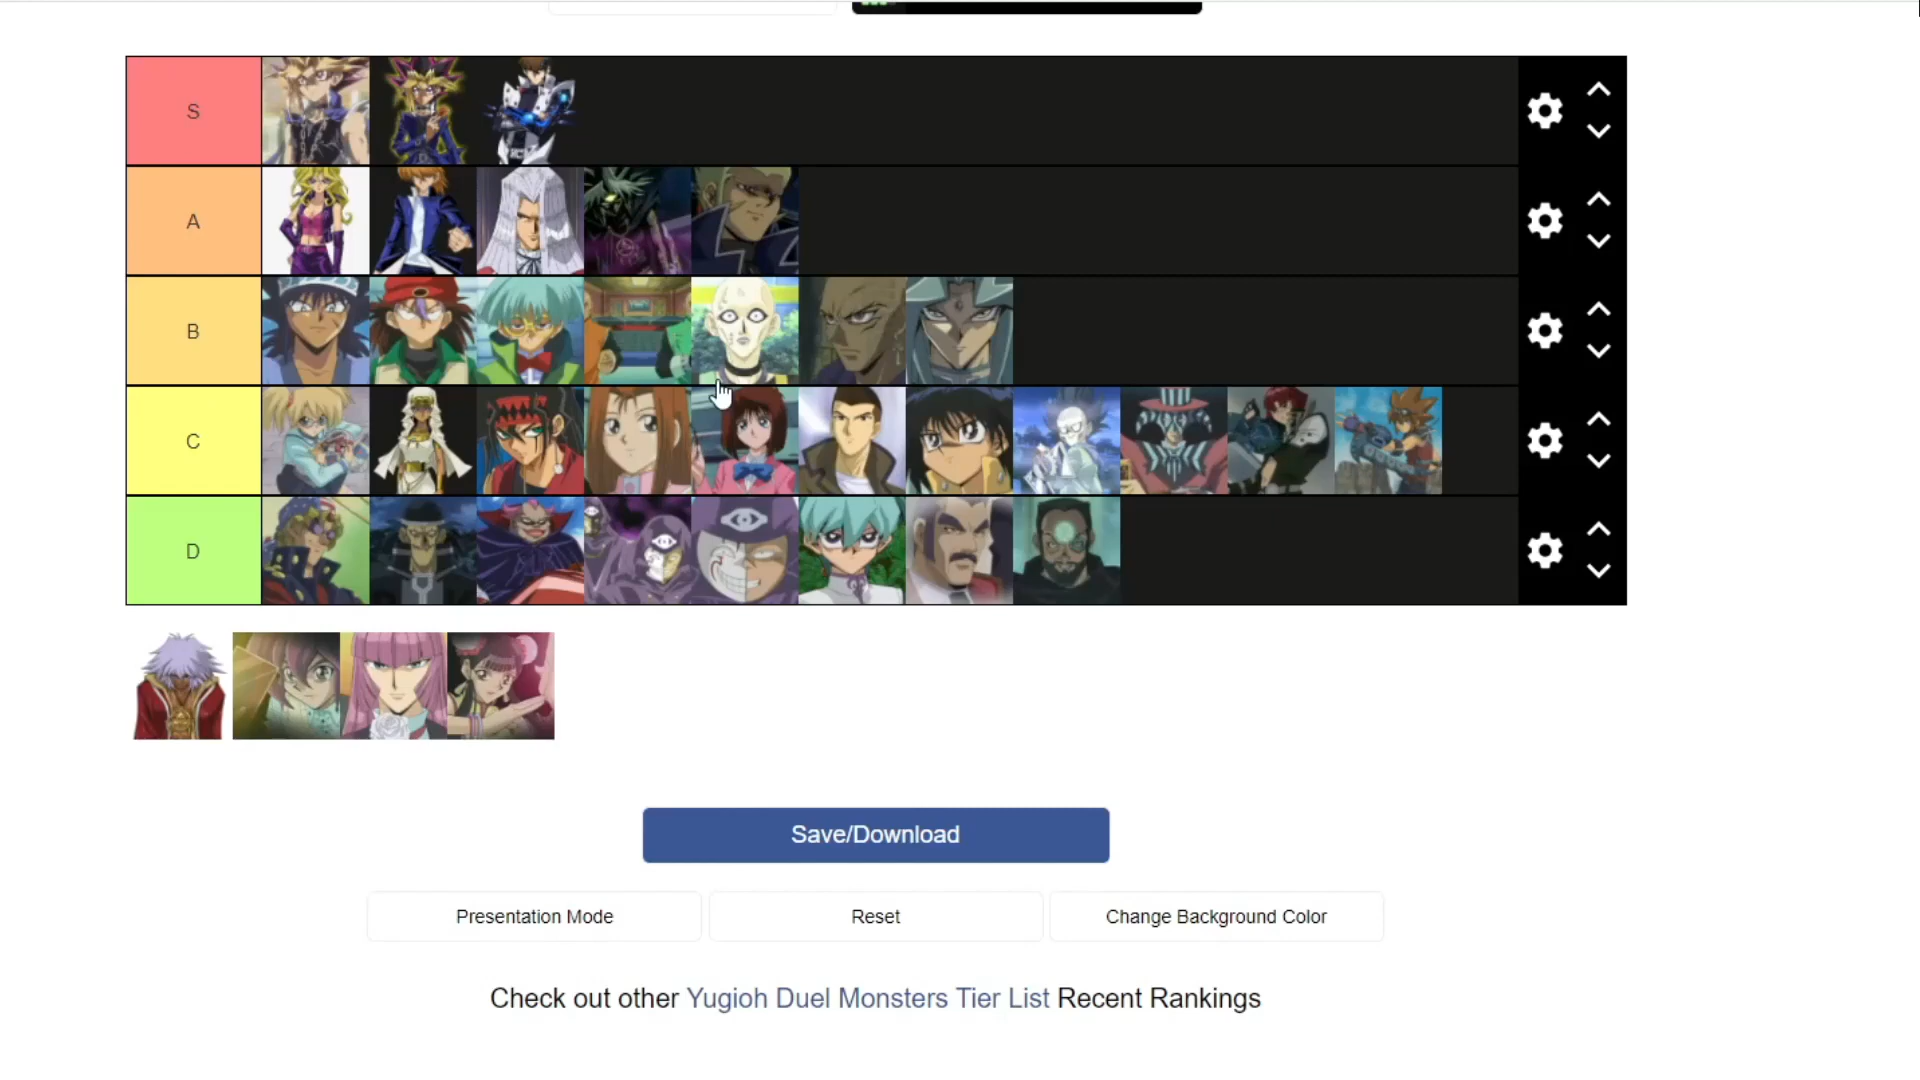 S
A
B
C
D
Save/Download
Presentation Mode Reset Change Background Color
Check out other Yugioh Duel Monsters Tier List Recent Rankings